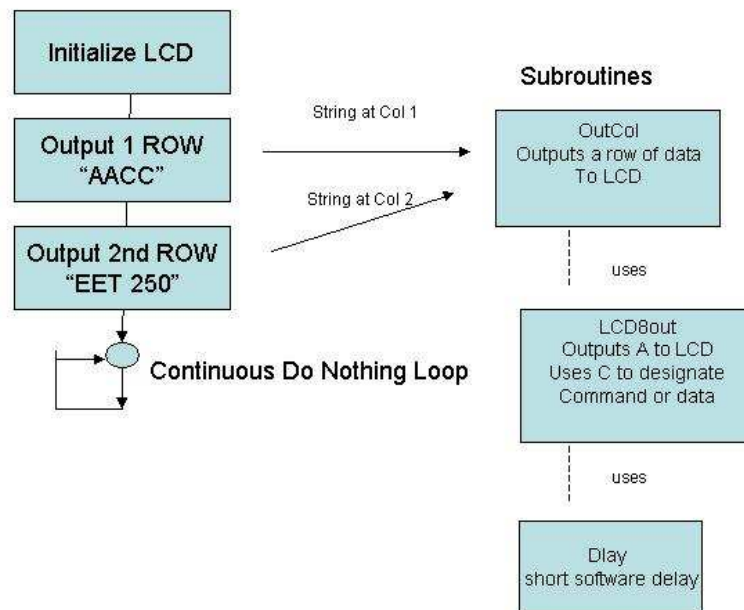 Initialize LCD
Output 1 ROW
“AACC”
Output 2nd ROW
“EET 250”
Continuous Do Nothing Loop
String at Col 1
String at Col 2
Subroutines
OutCol
Outputs a row of data
To LCD
uses
LCD8out
Outputs A to LCD
Uses C to designate
Command or data
uses
Dlay
short software delay